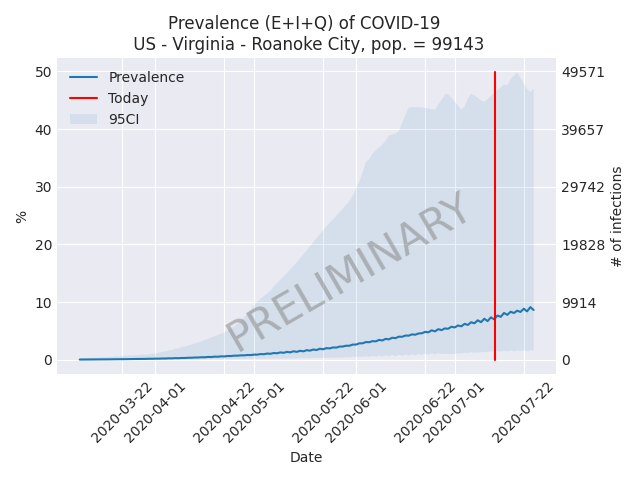 Prevalence (E+I+Q) of COVID-19
US - Virginia - Roanoke City, pop. = 99143
Prevalence
Today
95CI
PRELIMINARY
%
50
40
30
20
10
0
49571
39657
29742
19828
9914
0
# of infections
2020-03-22
2020-04-01
2020-04-22
2020-05-01
2020-05-22
2020-06-01
2020-06-22
2020-07-01
2020-07-22
Date